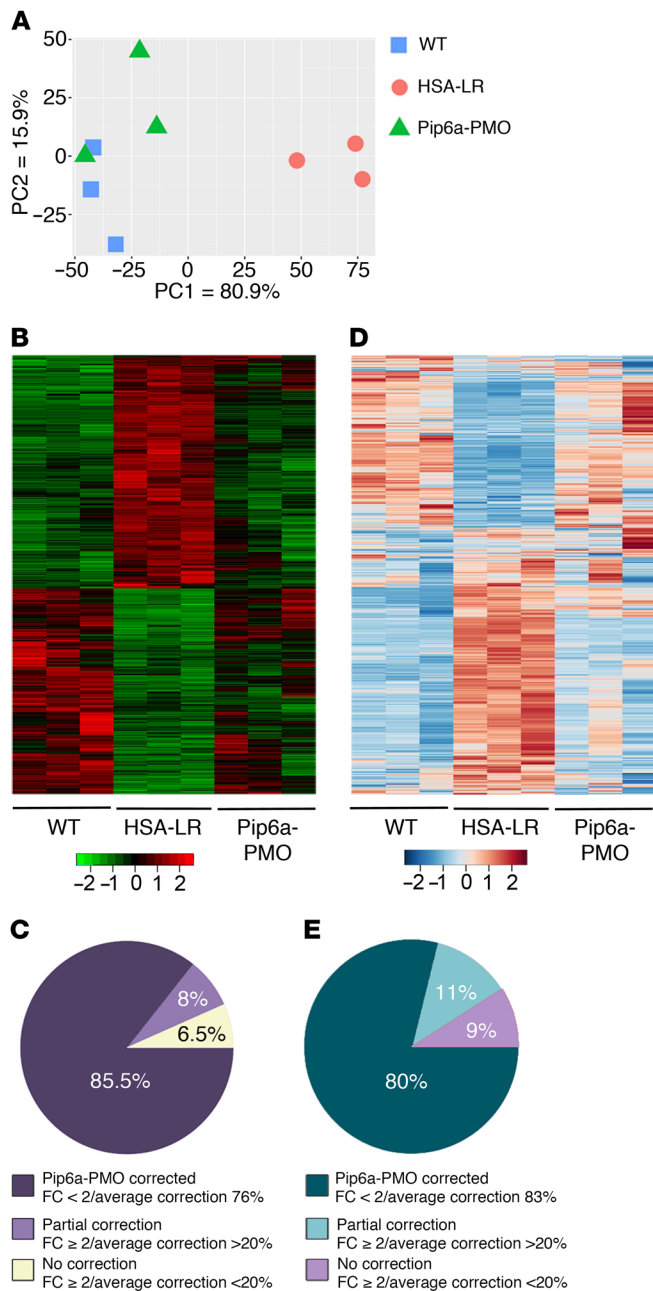 A
50
25
0
−25
PC2 = 15.9%
−50 −25 0 25 50 75
PC1 = 80.9%
WT
HSA-LR
Pip6a-PMO
B
WT HSA-LR Pip6a-
PMO
−2 −1 0 1 2
D
WT HSA-LR Pip6a-
PMO
−2 −1 0 1 2
C
8%
6.5%
85.5%
Pip6a-PMO corrected
FC < 2/average correction 76%
Partial correction
FC ≥ 2/average correction >20%
No correction
FC ≥ 2/average correction <20%
E
11%
9%
80%
Pip6a-PMO corrected
FC < 2/average correction 83%
Partial correction
FC ≥ 2/average correction >20%
No correction
FC ≥ 2/average correction <20%